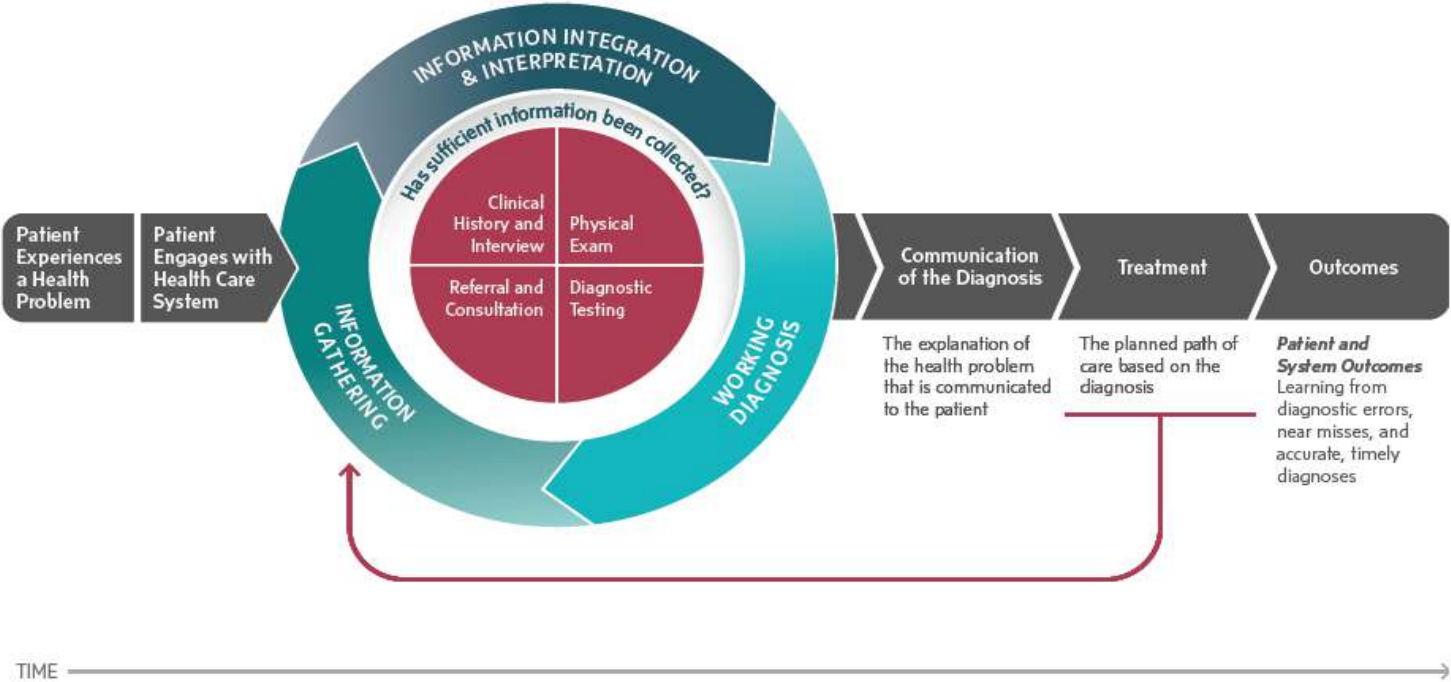 INFORMATION INTEGRATION
& INTERPRETATION
Has sufficient information been collected?
Clinical
History and
Interview
Physical
Exam
Referral and
Consultation
Diagnostic
Testing
INFORMATION
GATHERING
WORKING
DIAGNOSIS
Patient
Experiences
a Health
Problem
Patient
Engages with
Health Care
System
Communication
of the Diagnosis
Treatment
Outcomes
The explanation of
the health problem
that is communicated
to the patient
The planned path of
care based on the
diagnosis
Patient and
System Outcomes
Learning from
diagnostic errors,
near misses, and
accurate, timely
diagnoses
TIME